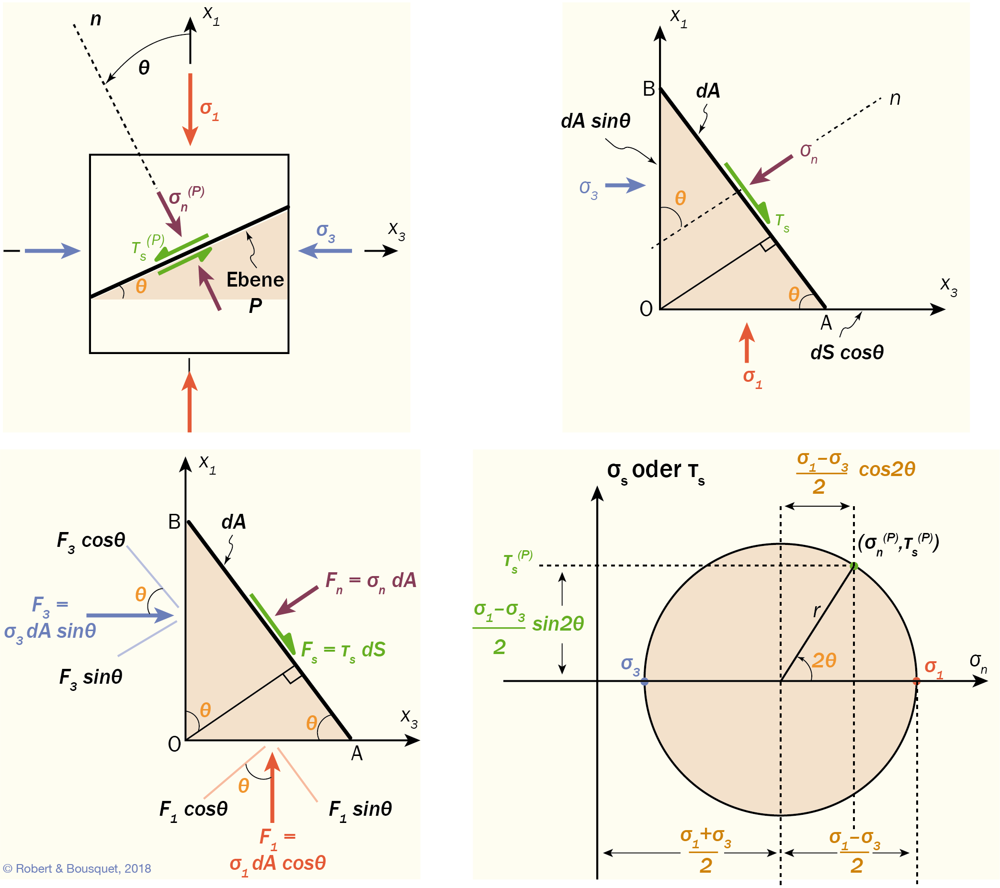 n
x₁
θ
σ₁
σₙ⁽ᴾ⁾
τₛ⁽ᴾ⁾
σ₃
x₃
θ
Ebene
P
x₁
B
dA
n
dA sinθ
σₙ
σ₃
θ
τₛ
θ
x₃
O
A
dS cosθ
σ₁
x₁
B
dA
F₃ cosθ
Fₙ = σₙ dA
θ
F₃ =
σ₃ dA sinθ
Fₛ = τₛ dS
F₃ sinθ
θ
θ
x₃
O
A
θ
F₁ cosθ
F₁ sinθ
F₁ =
σ₁ dA cosθ
© Robert & Bousquet, 2018
σₛ oder τₛ
σ₁–σ₃
2
cos2θ
(σₙ⁽ᴾ⁾,τₛ⁽ᴾ⁾)
τₛ⁽ᴾ⁾
σ₁–σ₃
2
sin2θ
r
2θ
σ₃
σ₁
σₙ
σ₁+σ₃
2
σ₁–σ₃
2